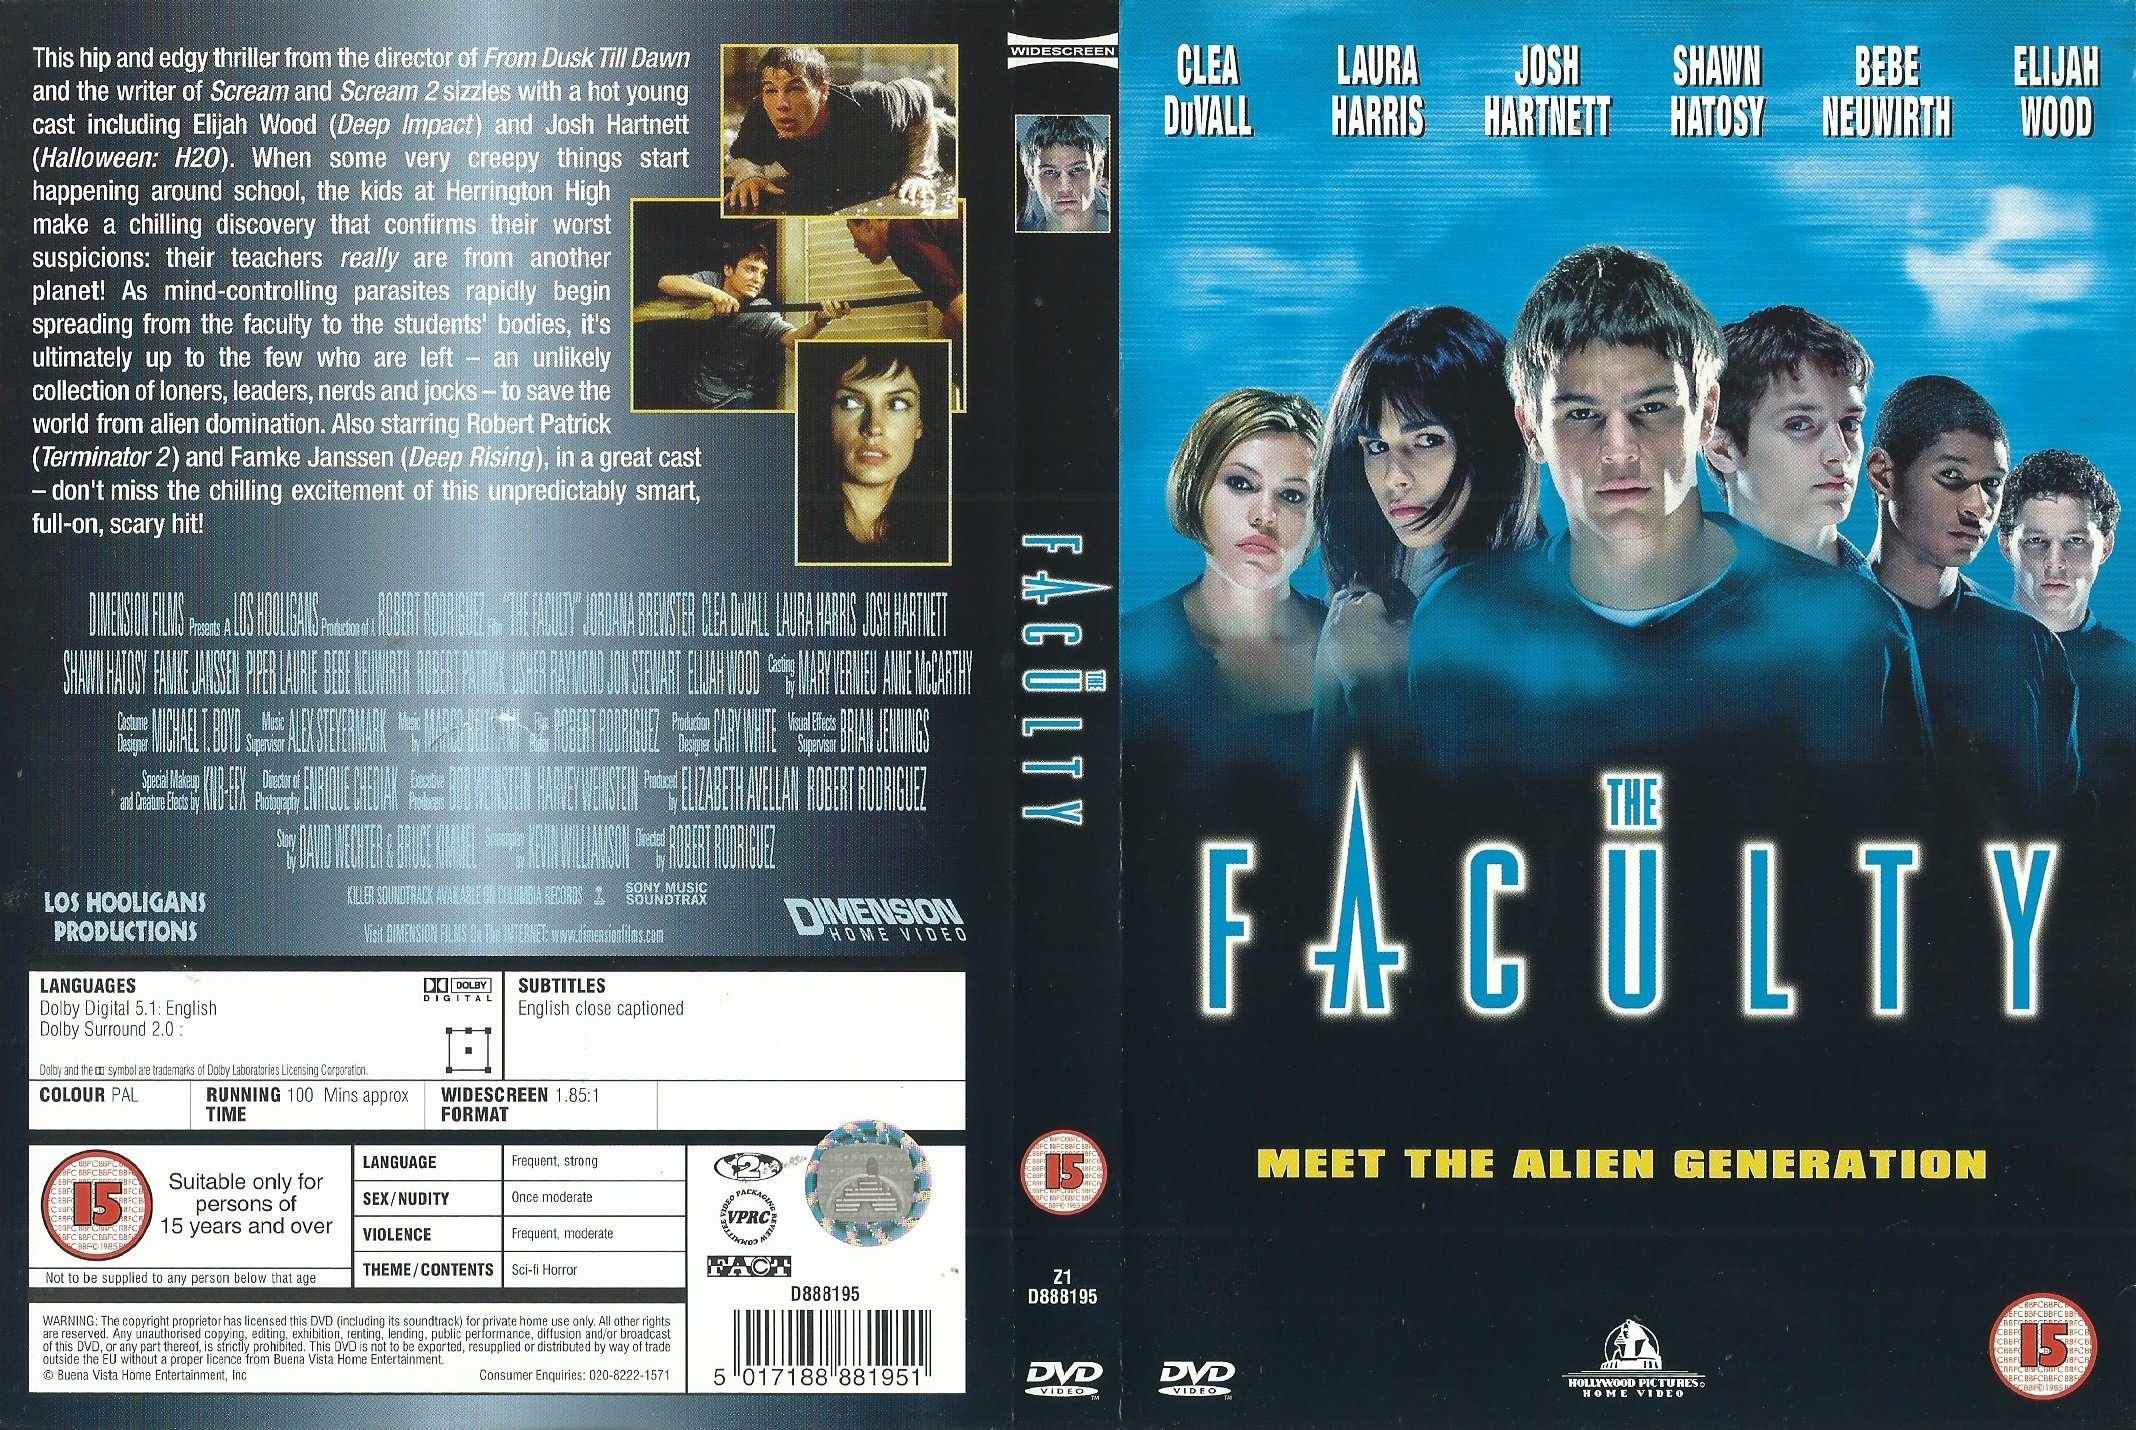 This hip and edgy thriller from the director of From Dusk Till Dawn
and the writer of Scream and Scream 2 sizzles with a hot young
cast including Elijah Wood (Deep Impact) and Josh Hartnett
(Halloween: H2O). When some very creepy things start
happening around school, the kids at Herrington High
make a chilling discovery that confirms their worst
suspicions: their teachers really are from another
planet! As mind-controlling parasites rapidly begin
spreading from the faculty to the students' bodies, it's
ultimately up to the few who are left – an unlikely
collection of loners, leaders, nerds and jocks – to save the
world from alien domination. Also starring Robert Patrick
(Terminator 2) and Famke Janssen (Deep Rising), in a great cast
– don't miss the chilling excitement of this unpredictably smart,
full-on, scary hit!
DIMENSION FILMS Presents A LOS HOOLIGANS Production of A ROBERT RODRIGUEZ Film "THE FACULTY" JORDANA BREWSTER CLEA DuVALL LAURA HARRIS JOSH HARTNETT
SHAWN HATOSY FAMKE JANSSEN PIPER LAURIE BEBE NEUWIRTH ROBERT PATRICK USHER RAYMOND JON STEWART ELIJAH WOOD Casting by MARY VERNIEU ANNE McCARTHY
Costume Designer MICHAEL T. BOYD Music Supervisor ALEX STEYERMARK Music by MARCO BELTRAMI Film Editor ROBERT RODRIGUEZ Production Designer CARY WHITE Visual Effects Supervisor BRIAN JENNINGS
Special Makeup and Creature Effects by KNB-EFX Director of Photography ENRIQUE CHEDIAK Executive Producers BOB WEINSTEIN HARVEY WEINSTEIN Produced by ELIZABETH AVELLAN ROBERT RODRIGUEZ
Story by DAVID WECHTER & BRUCE KIMMEL Screenplay by KEVIN WILLIAMSON Directed by ROBERT RODRIGUEZ
KILLER SOUNDTRACK AVAILABLE ON COLUMBIA RECORDS
SONY MUSIC
SOUNDTRAX
Visit DIMENSION FILMS On The INTERNET: www.dimensionfilms.com
LOS HOOLIGANS
PRODUCTIONS
DIMENSION
HOME VIDEO
LANGUAGES
Dolby Digital 5.1: English
Dolby Surround 2.0 :
DOLBY
DIGITAL
Dolby and the symbol are trademarks of Dolby Laboratories Licensing Corporation.
SUBTITLES
English close captioned
COLOUR PAL
RUNNING TIME 100 Mins approx
WIDESCREEN FORMAT 1.85:1
15
Suitable only for
persons of
15 years and over
Not to be supplied to any person below that age
LANGUAGE Frequent, strong
SEX/NUDITY Once moderate
VIOLENCE Frequent, moderate
THEME/CONTENTS Sci-fi Horror
2
THE VIDEO PACKAGING REVIEW COMMITTEE
VPRC
FACT
D888195
5 017188 881951
WARNING: The copyright proprietor has licensed this DVD (including its soundtrack) for private home use only. All other rights
are reserved. Any unauthorised copying, editing, exhibition, renting, lending, public performance, diffusion and/or broadcast
of this DVD, or any part thereof, is strictly prohibited. This DVD is not to be exported, resupplied or distributed by way of trade
outside the EU without a proper licence from Buena Vista Home Entertainment.
© Buena Vista Home Entertainment, Inc
Consumer Enquiries: 020-8222-1571
WIDESCREEN
THE FACULTY
15
Z1
D888195
DVD
VIDEO
CLEA DuVALL
LAURA HARRIS
JOSH HARTNETT
SHAWN HATOSY
BEBE NEUWIRTH
ELIJAH WOOD
THE
FACULTY
MEET THE ALIEN GENERATION
DVD
VIDEO
HOLLYWOOD PICTURES
HOME VIDEO
15